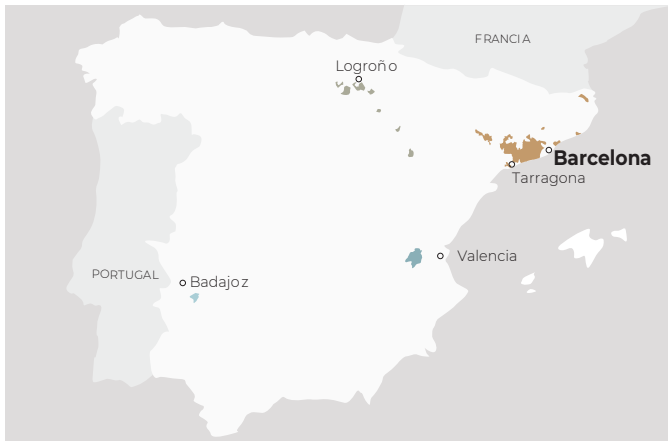 FRANCIA
Logroño
Barcelona
Tarragona
Valencia
PORTUGAL
Badajoz